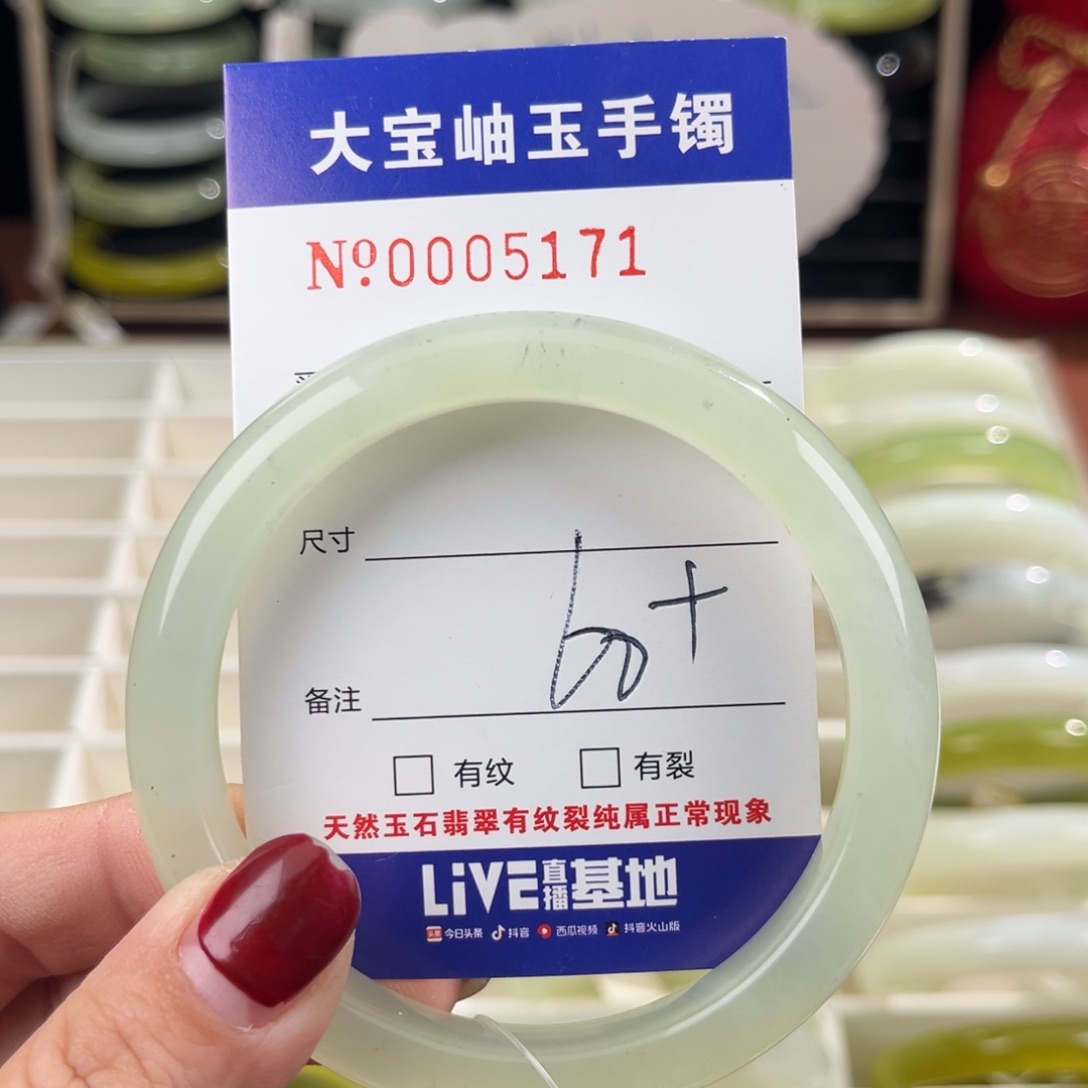 大宝岫玉手镯
Nº0005171
尺寸
60+
备注
□ 有纹 □ 有裂
天然玉石翡翠有纹裂纯属正常现象
LiVE直播基地
头条 今日头条 抖音 西瓜视频 抖音火山版